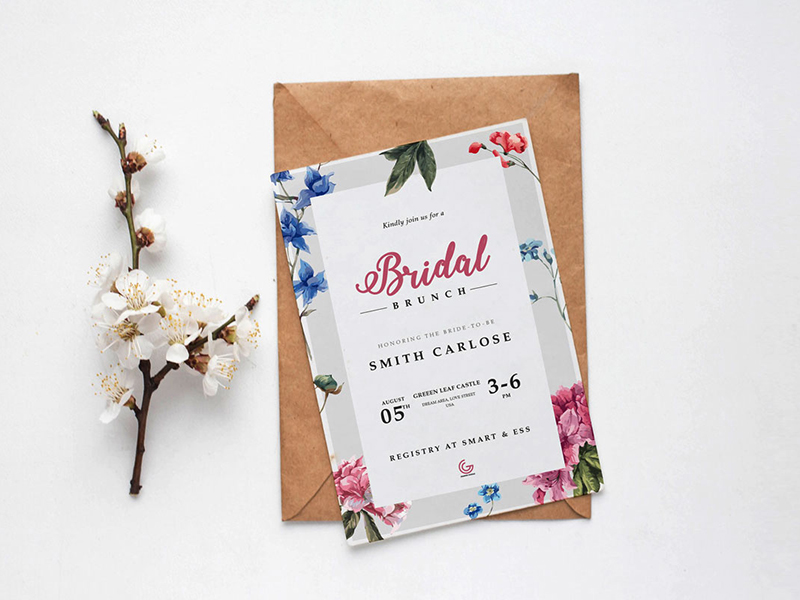 Kindly join us for a
Bridal
BRUNCH
HONORING THE BRIDE-TO-BE
SMITH CARLOSE
AUGUST
05TH
GREEEN LEAF CASTLE
DREAM AREA, LOVE STREET
USA
3-6
PM
REGISTRY AT SMART & ESS